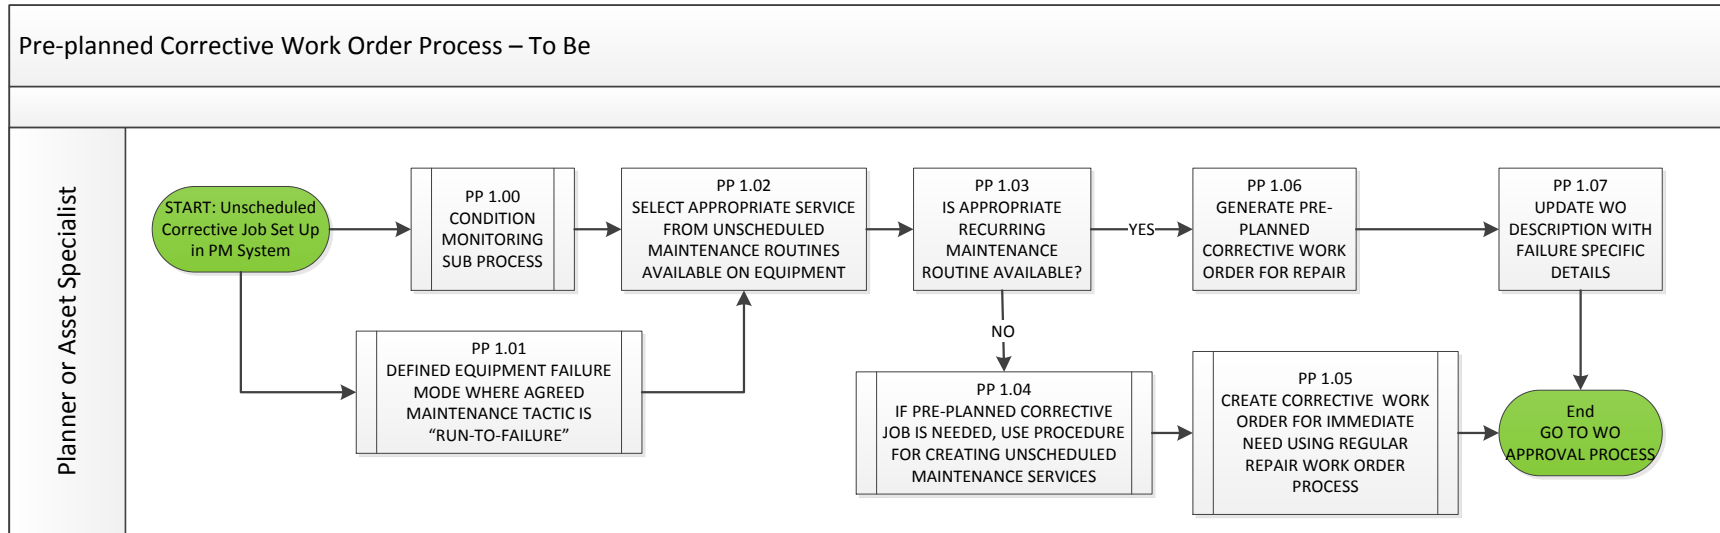 Pre-planned Corrective Work Order Process – To Be
Planner or Asset Specialist
START: Unscheduled
Corrective Job Set Up
in PM System
PP 1.00
CONDITION
MONITORING
SUB PROCESS
PP 1.01
DEFINED EQUIPMENT FAILURE
MODE WHERE AGREED
MAINTENANCE TACTIC IS
“RUN-TO-FAILURE”
PP 1.02
SELECT APPROPRIATE SERVICE
FROM UNSCHEDULED
MAINTENANCE ROUTINES
AVAILABLE ON EQUIPMENT
PP 1.03
IS APPROPRIATE
RECURRING
MAINTENANCE
ROUTINE AVAILABLE?
YES
NO
PP 1.04
IF PRE-PLANNED CORRECTIVE
JOB IS NEEDED, USE PROCEDURE
FOR CREATING UNSCHEDULED
MAINTENANCE SERVICES
PP 1.05
CREATE CORRECTIVE WORK
ORDER FOR IMMEDIATE
NEED USING REGULAR
REPAIR WORK ORDER
PROCESS
PP 1.06
GENERATE PRE-
PLANNED
CORRECTIVE WORK
ORDER FOR REPAIR
PP 1.07
UPDATE WO
DESCRIPTION WITH
FAILURE SPECIFIC
DETAILS
End
GO TO WO
APPROVAL PROCESS